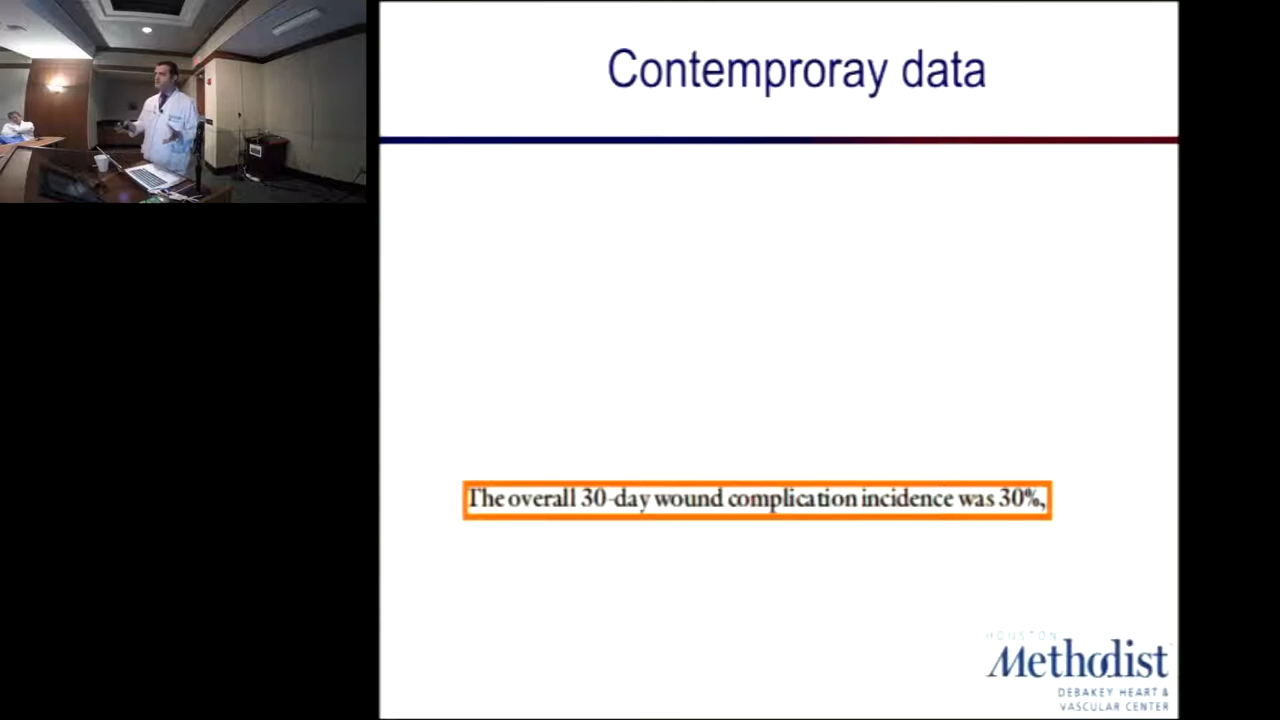 Contemproray data
The overall 30-day wound complication incidence was 30%,
HOUSTON
Methodist
DEBAKEY HEART &
VASCULAR CENTER